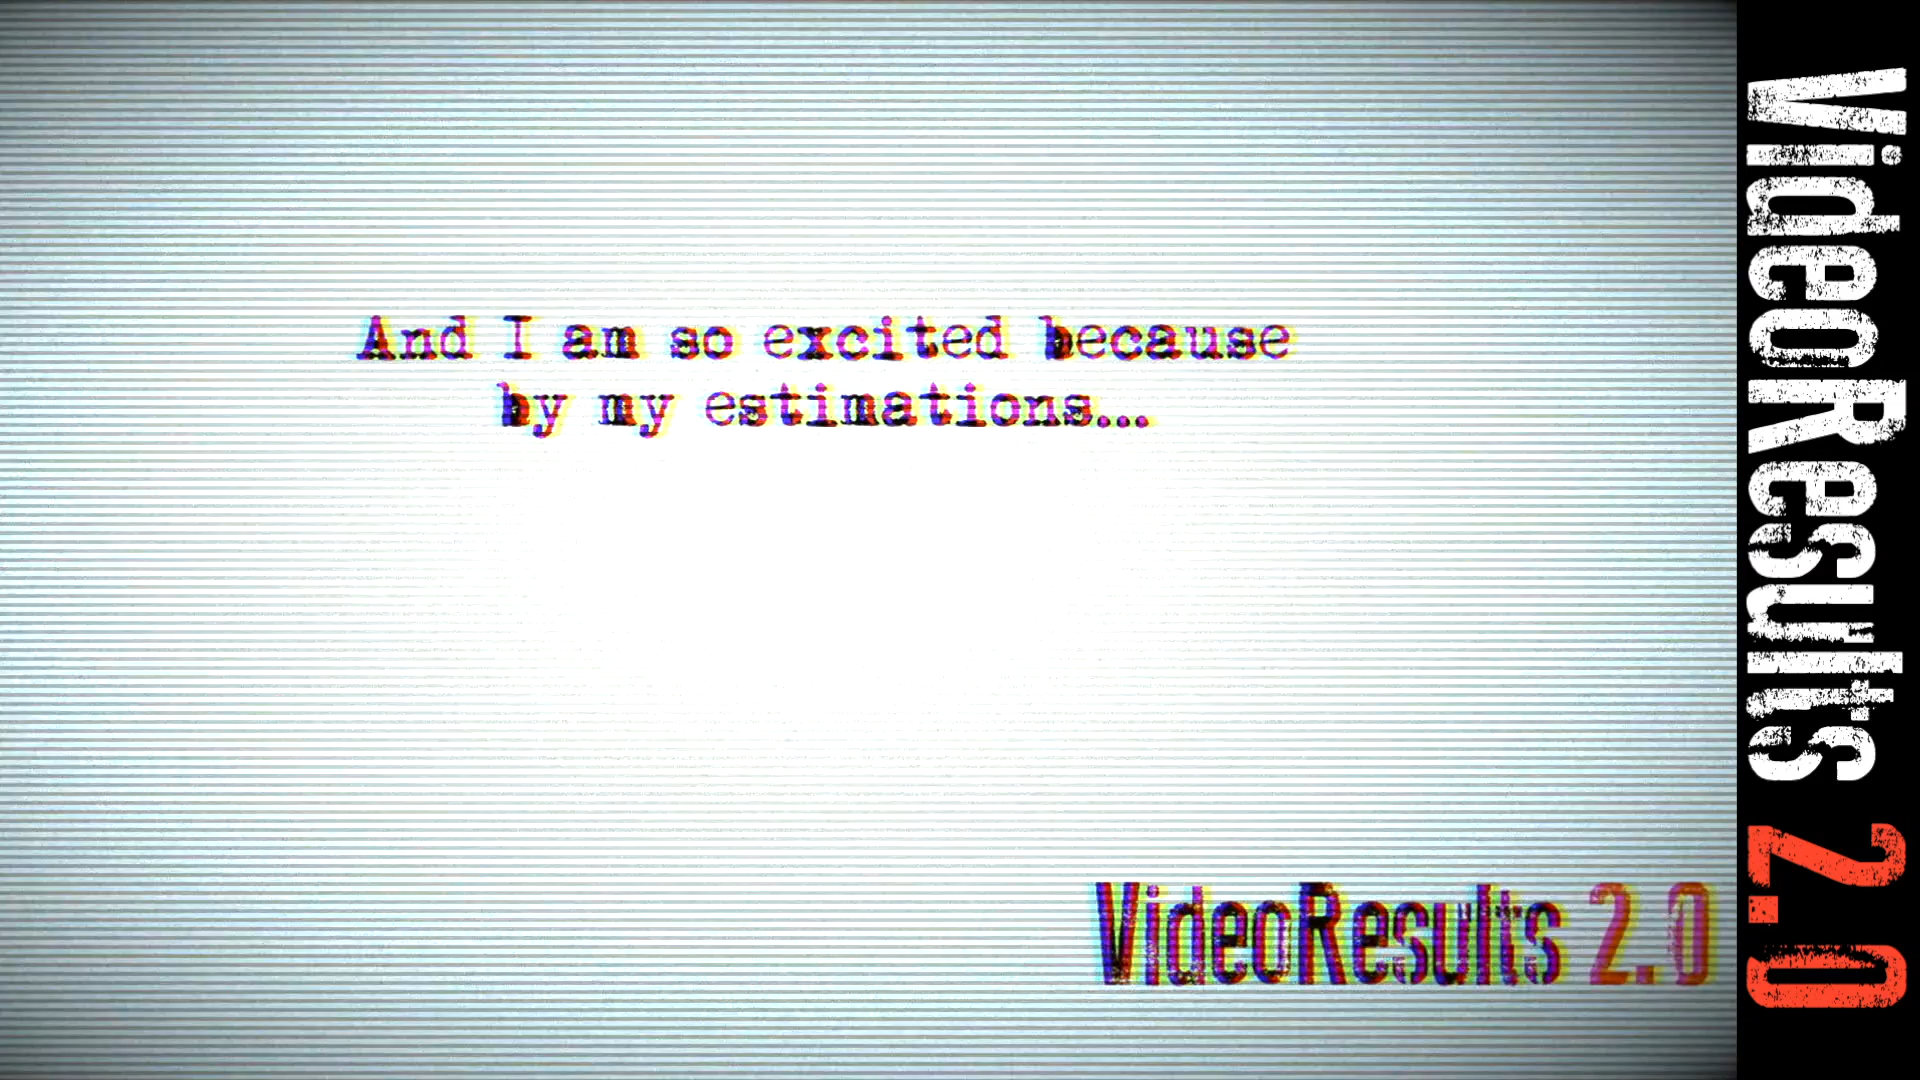 And I am so excited because
by my estimations...
VideoResults 2.0
VideoResults 2.0